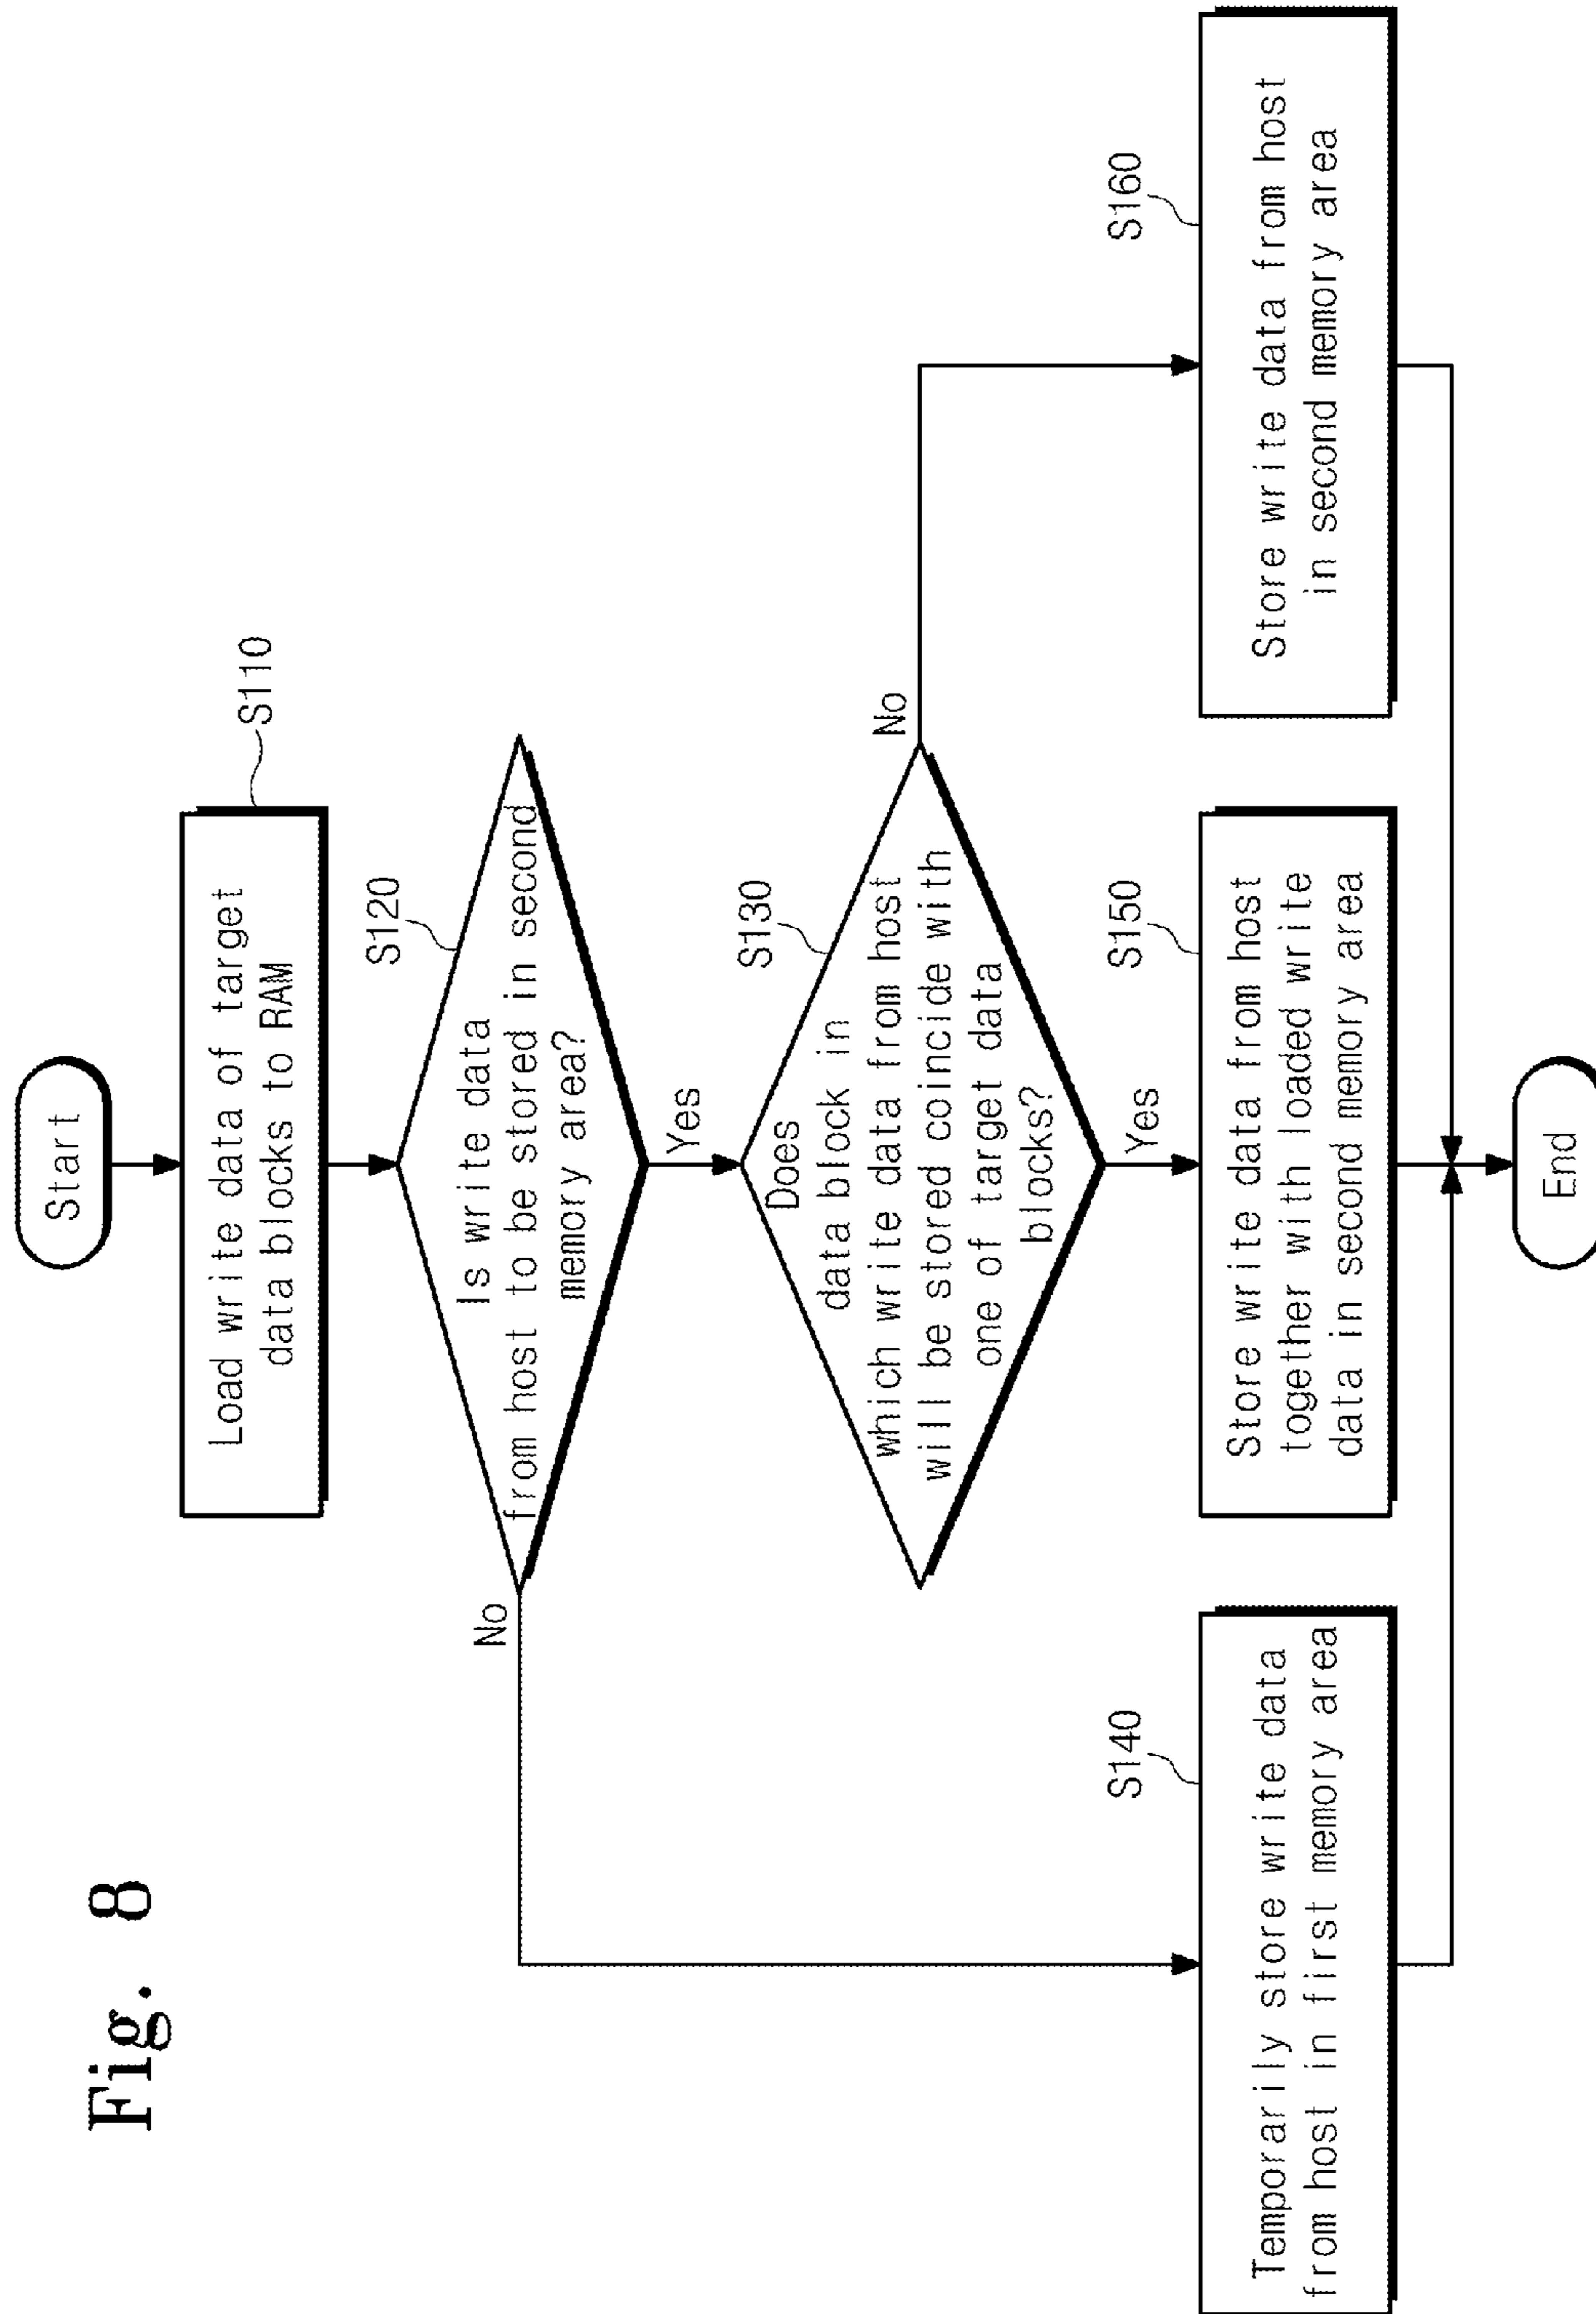 Fig. 8
Start
Load write data of target
data blocks to RAM
S110
Is write data
from host to be stored in second
memory area?
S120
No
Yes
Does
data block in
which write data from host
will be stored coincide with
one of target data
blocks?
S130
No
Yes
Temporarily store write data
from host in first memory area
S140
Store write data from host
together with loaded write
data in second memory area
S150
Store write data from host
in second memory area
S160
End